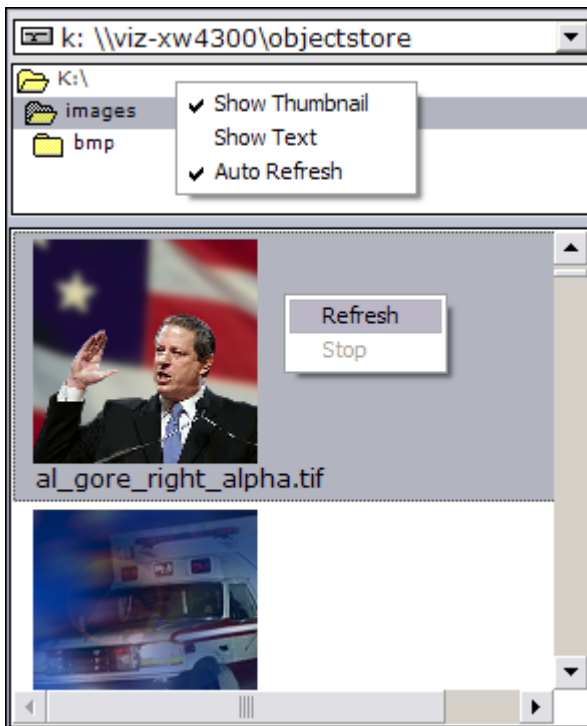 k: \\viz-xw4300\objectstore
K:\
images
bmp
Show Thumbnail
Show Text
Auto Refresh
Refresh
Stop
al_gore_right_alpha.tif